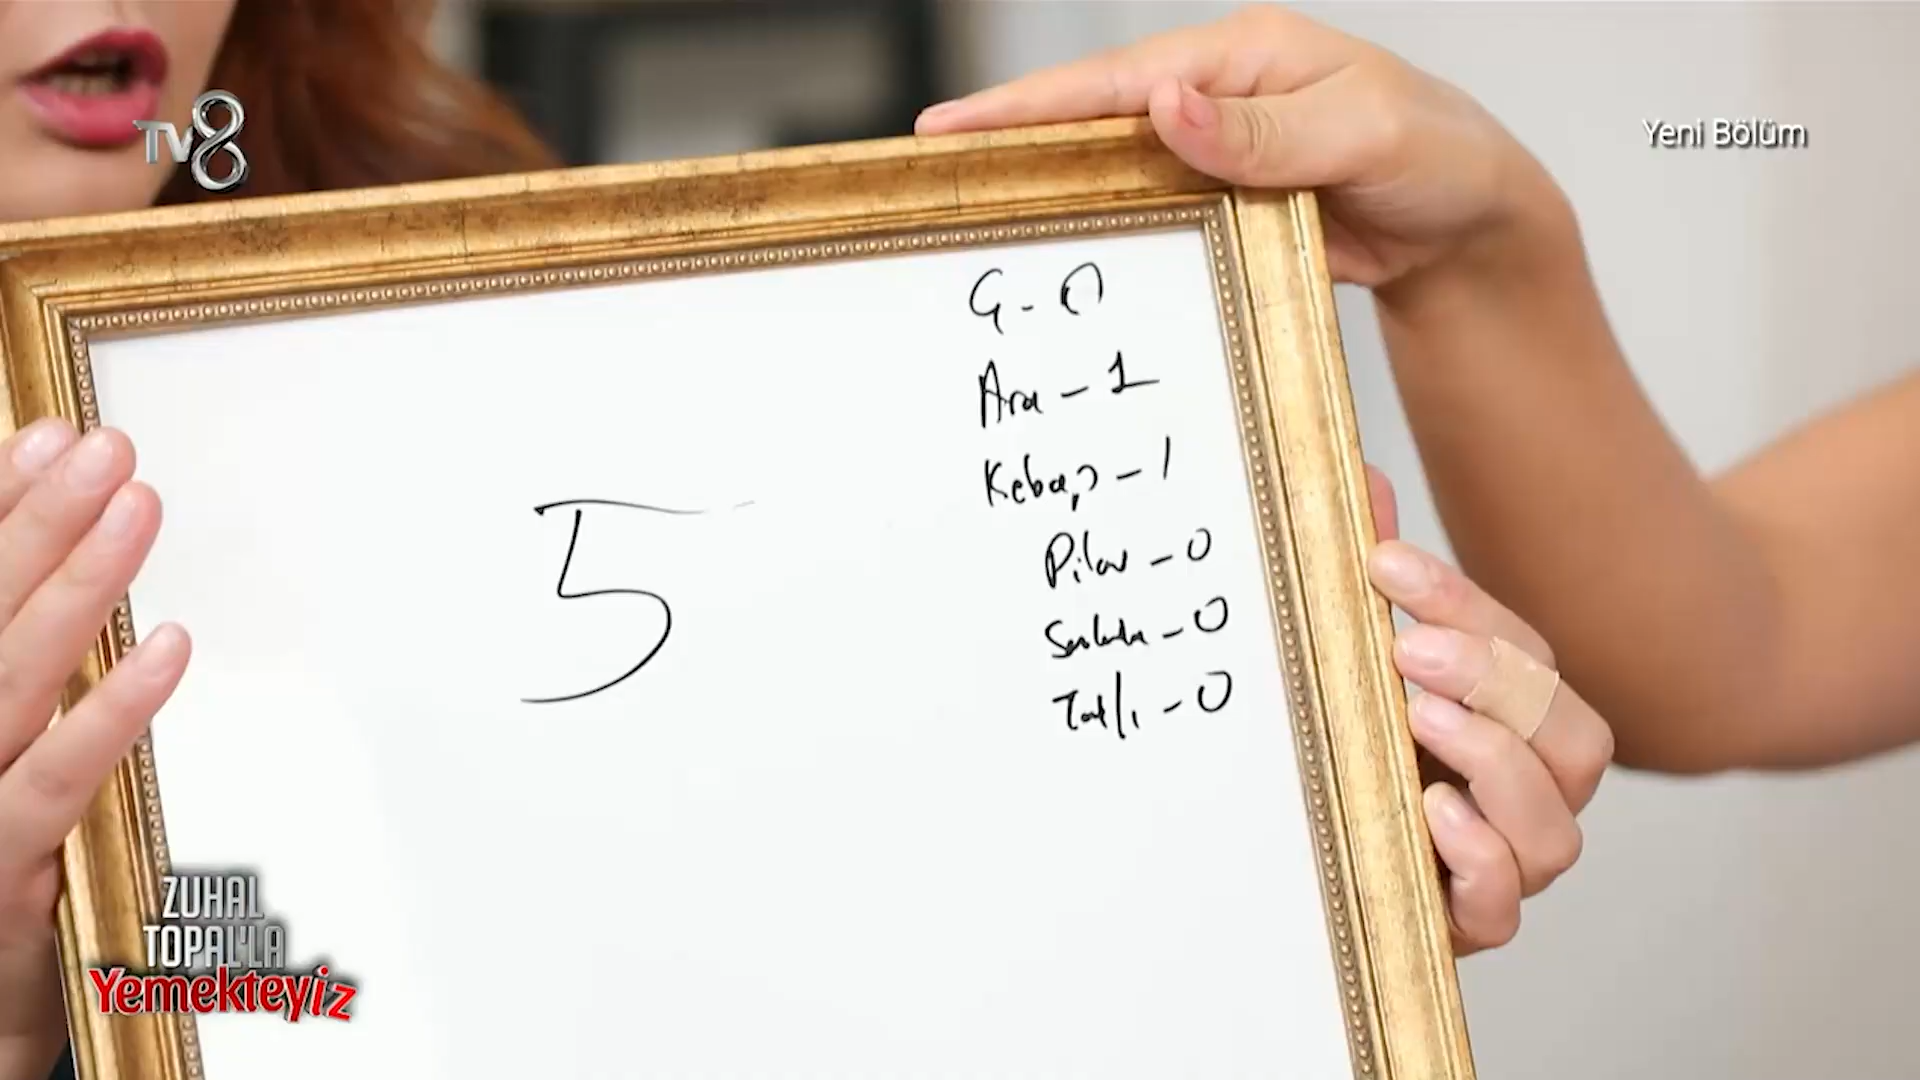 TV8
Yeni Bölüm
Ç-0
Ara - 1
Kebap - 1
Pilav - 0
Salata - 0
Tatlı - 0
5
ZUHAL
TOPAL'LA
Yemekteyiz